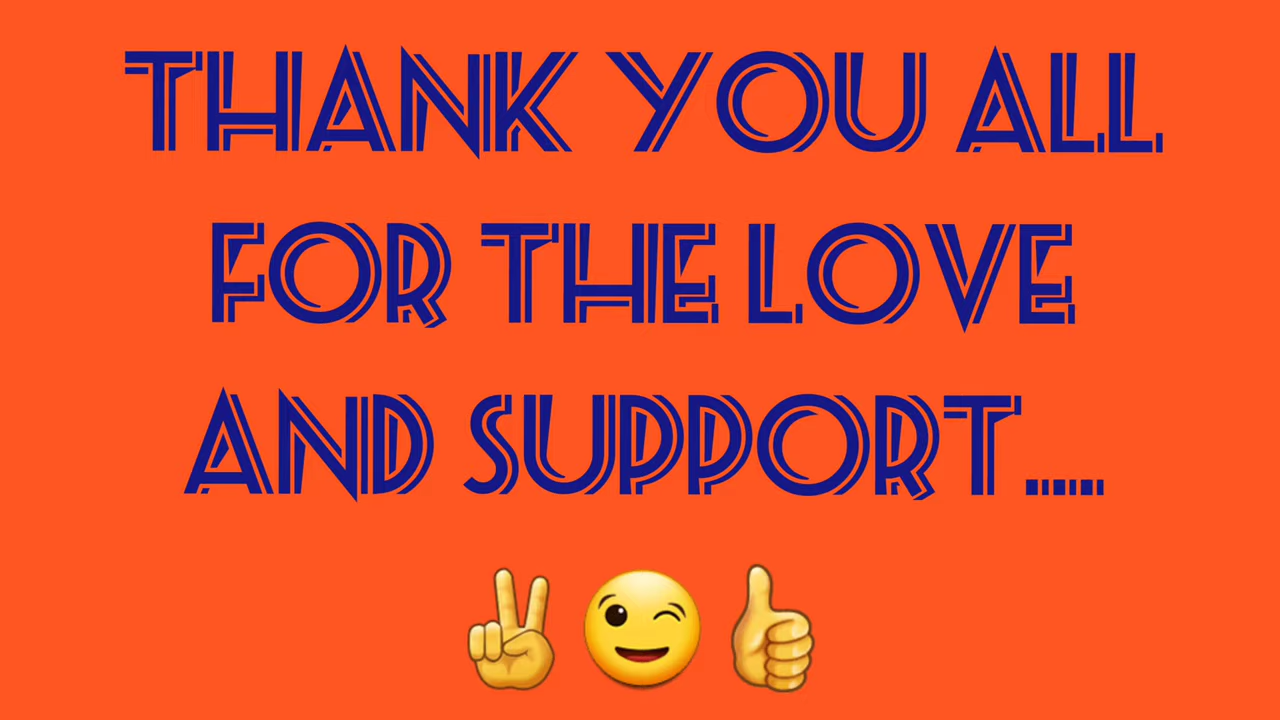 THANK YOU ALL
FOR THE LOVE
AND SUPPORT......